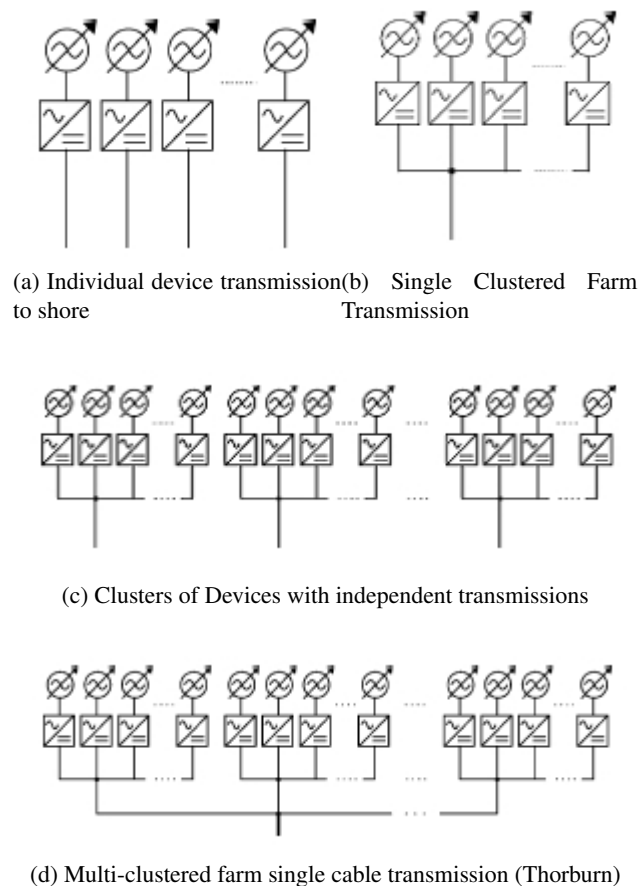 (a) Individual device transmission
to shore
(b) Single Clustered Farm
Transmission
(c) Clusters of Devices with independent transmissions
(d) Multi-clustered farm single cable transmission (Thorburn)